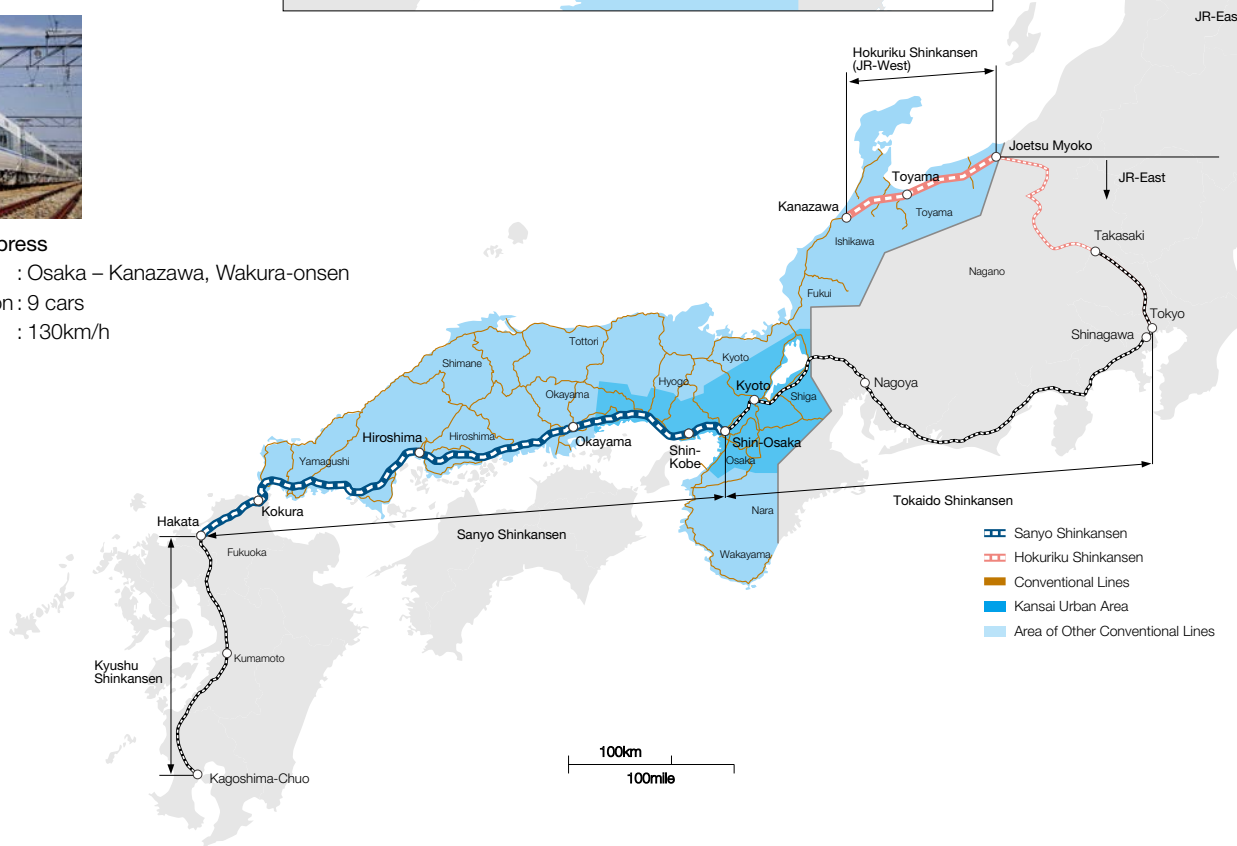 JR-Eas
Hokuriku Shinkansen
(JR-West)
Joetsu Myoko
JR-East
Toyama
Kanazawa
Toyama
Takasaki
Ishikawa
press
: Osaka – Kanazawa, Wakura-onsen
on : 9 cars
: 130km/h
Nagano
Fukui
Tokyo
Shinagawa
Tottori
Kyoto
Shimane
Hyogo
Kyoto
Nagoya
Okayama
Shiga
Hiroshima
Hiroshima
Okayama
Shin-Osaka
Shin-
Kobe
Osaka
Yamagushi
Tokaido Shinkansen
Kokura
Nara
Hakata
Sanyo Shinkansen
Fukuoka
Wakayama
Sanyo Shinkansen
Hokuriku Shinkansen
Conventional Lines
Kansai Urban Area
Area of Other Conventional Lines
Kumamoto
Kyushu
Shinkansen
100km
100mile
Kagoshima-Chuo